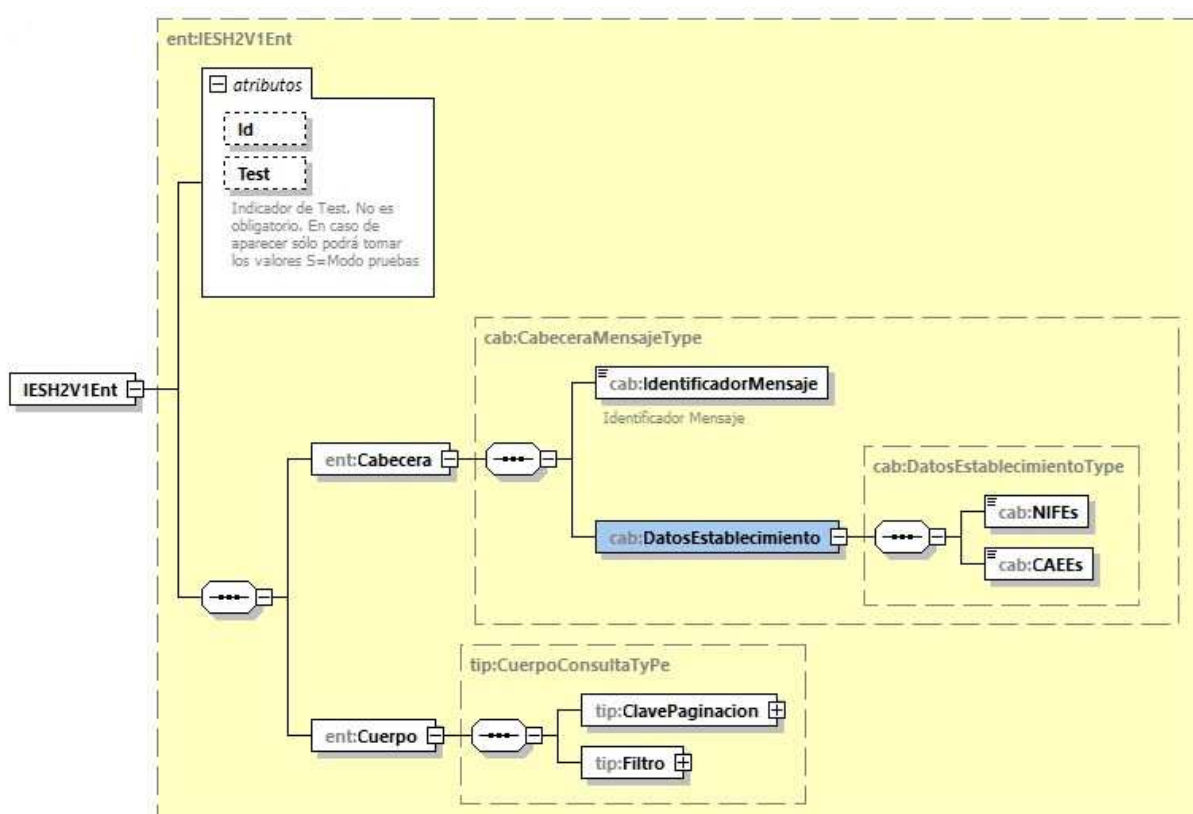 ent:IESH2V1Ent
atributos
Id
Test
Indicador de Test. No es
obligatorio. En caso de
aparecer sólo podrá tomar
los valores S=Modo pruebas
IESH2V1Ent
cab:CabeceraMensajeType
cab:IdentificadorMensaje
Identificador Mensaje
ent:Cabecera
cab:DatosEstablecimientoType
cab:NIFEs
cab:DatosEstablecimiento
cab:CAEEs
tip:CuerpoConsultaTyPe
tip:ClavePaginacion
ent:Cuerpo
tip:Filtro